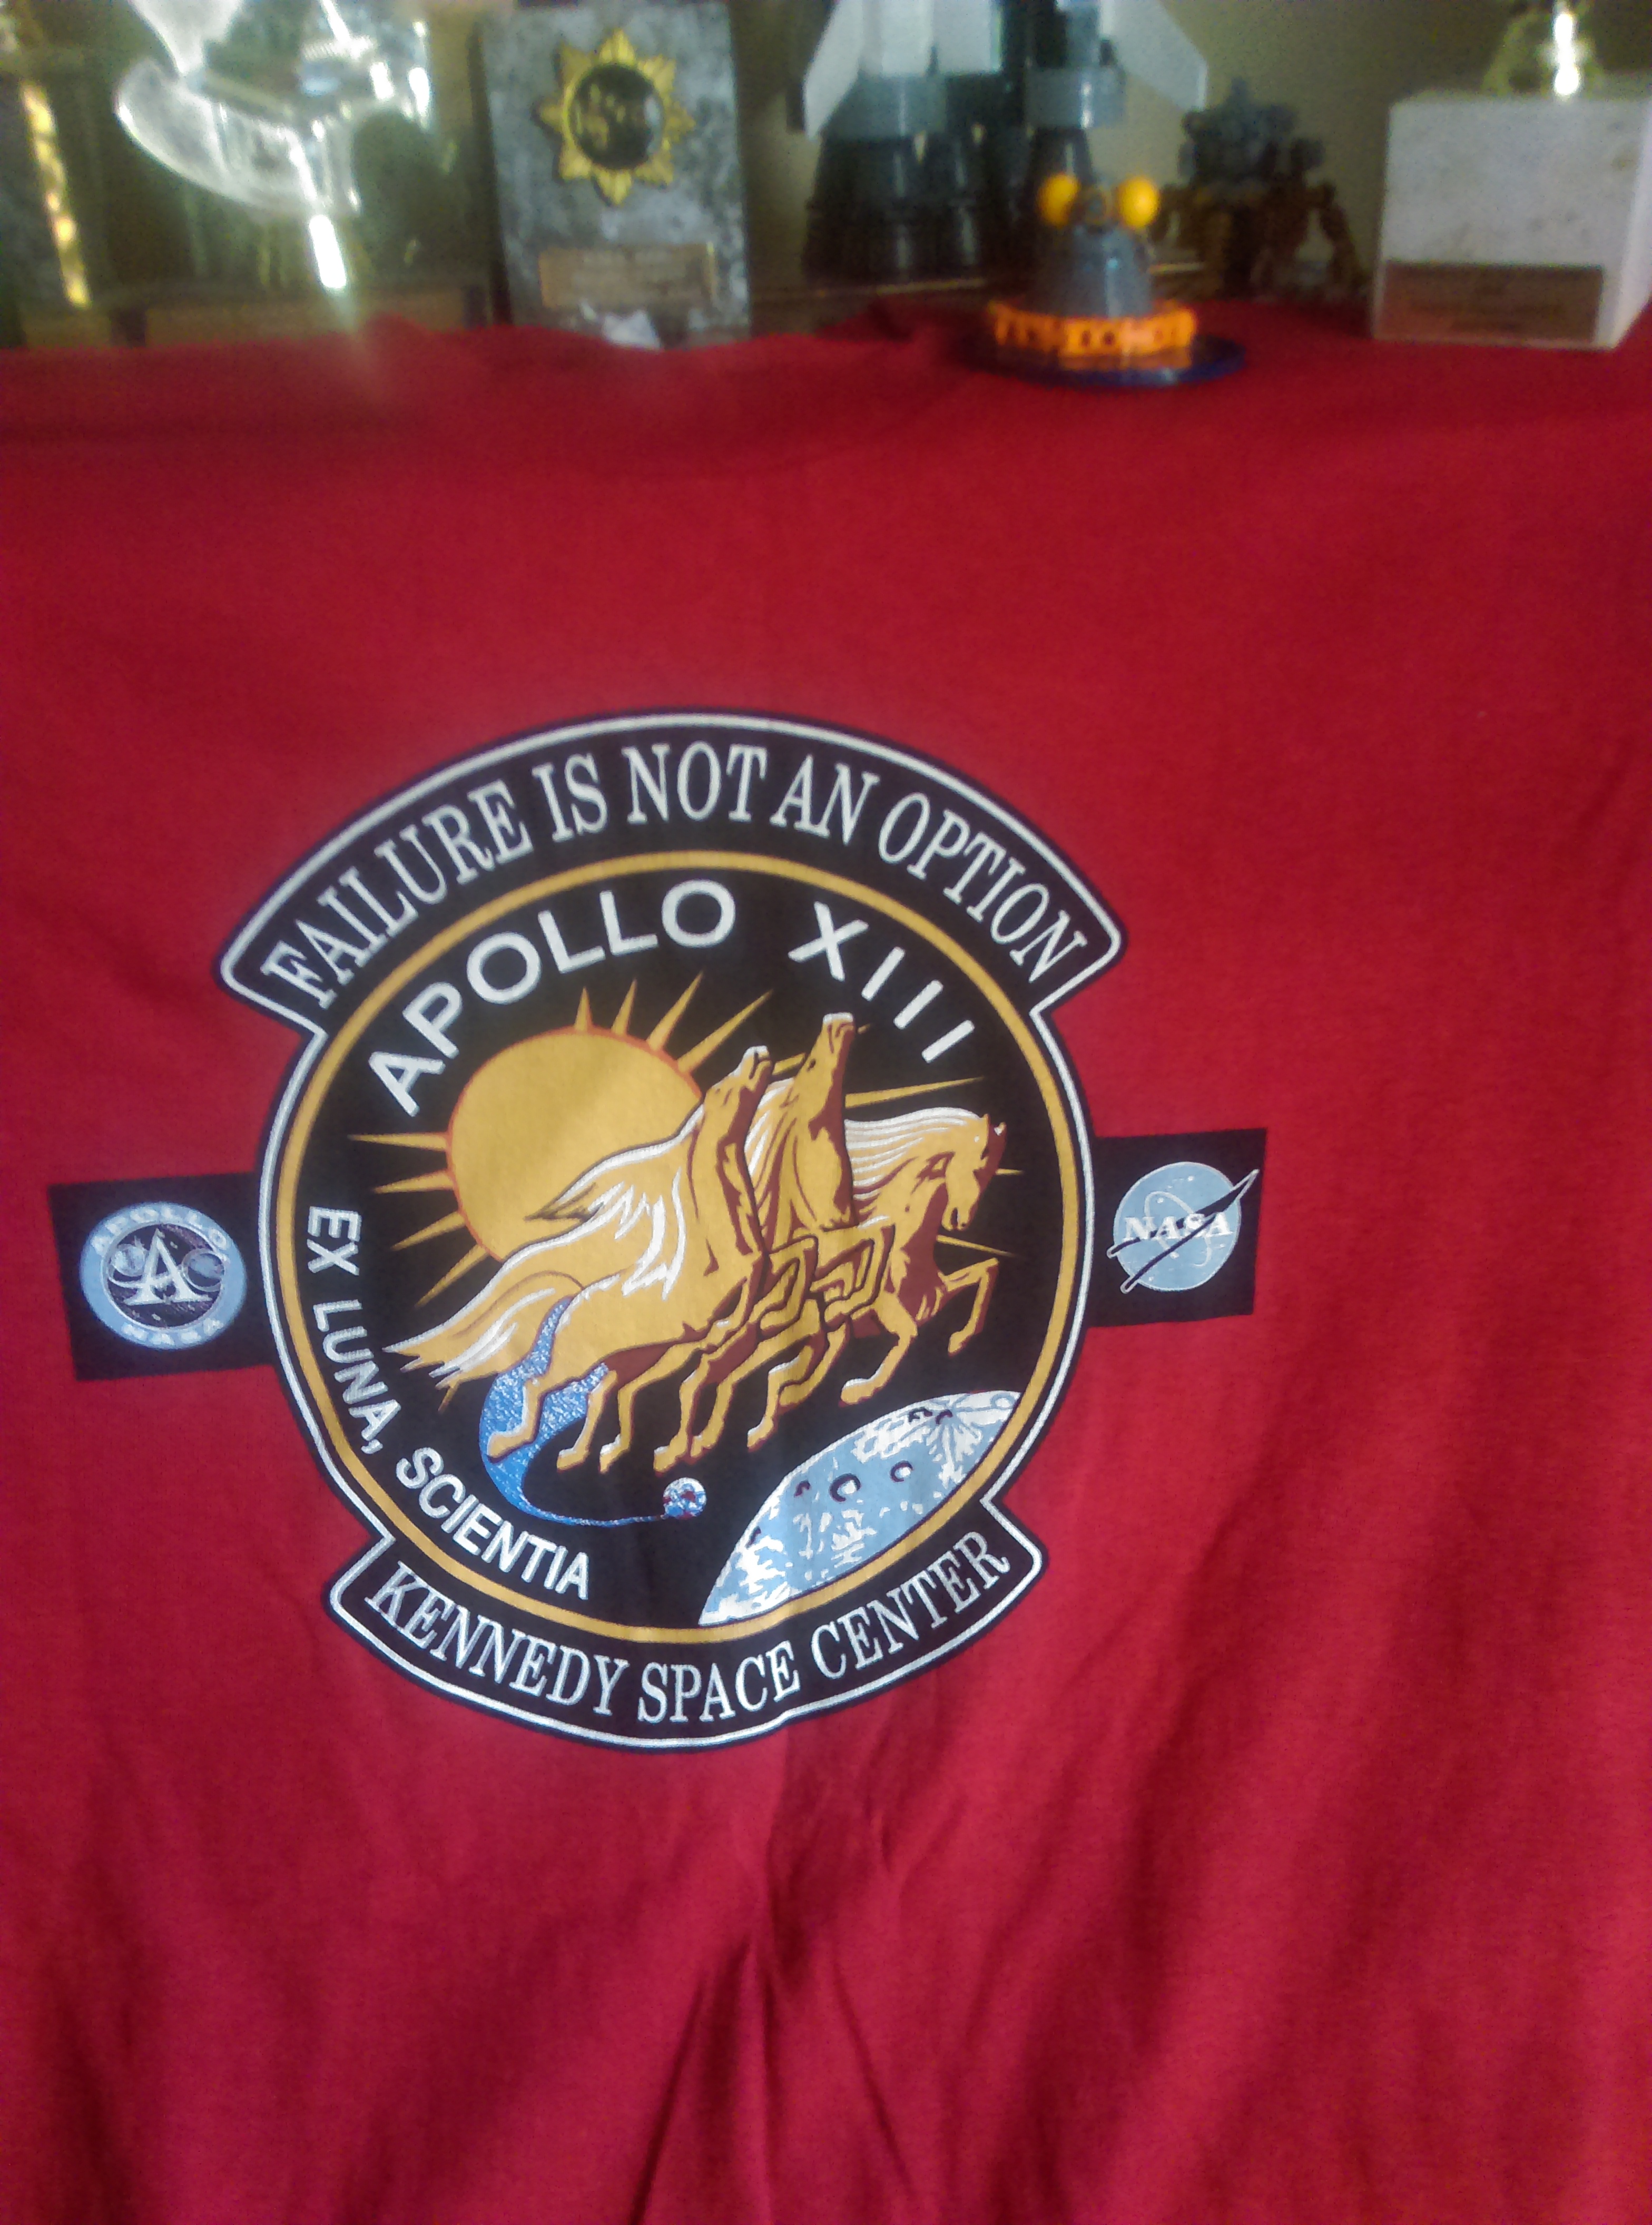 FAILURE IS NOT AN OPTION
APOLLO XIII
EX LUNA, SCIENTIA
APOLLO
A
NASA
NASA
KENNEDY SPACE CENTER